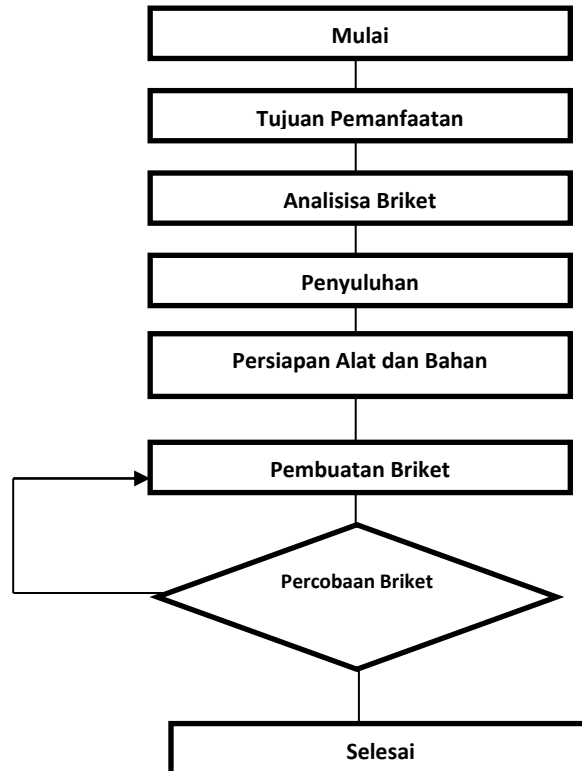 Mulai
Tujuan Pemanfaatan
Analisisa Briket
Penyuluhan
Persiapan Alat dan Bahan
Pembuatan Briket
Percobaan Briket
Selesai